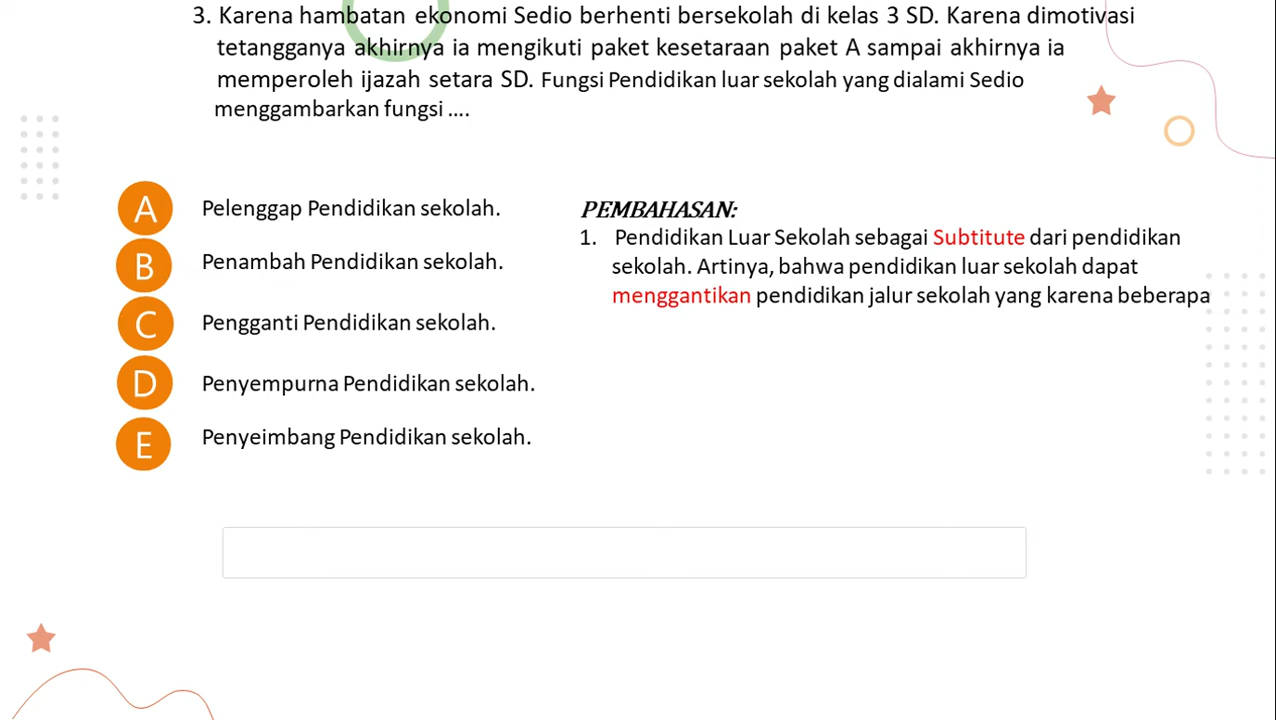 3. Karena hambatan ekonomi Sedio berhenti bersekolah di kelas 3 SD. Karena dimotivasi
tetangganya akhirnya ia mengikuti paket kesetaraan paket A sampai akhirnya ia
memperoleh ijazah setara SD. Fungsi Pendidikan luar sekolah yang dialami Sedio
menggambarkan fungsi ....
A Pelenggap Pendidikan sekolah.
B Penambah Pendidikan sekolah.
C Pengganti Pendidikan sekolah.
D Penyempurna Pendidikan sekolah.
E Penyeimbang Pendidikan sekolah.
PEMBAHASAN:
1. Pendidikan Luar Sekolah sebagai Subtitute dari pendidikan
sekolah. Artinya, bahwa pendidikan luar sekolah dapat
menggantikan pendidikan jalur sekolah yang karena beberapa